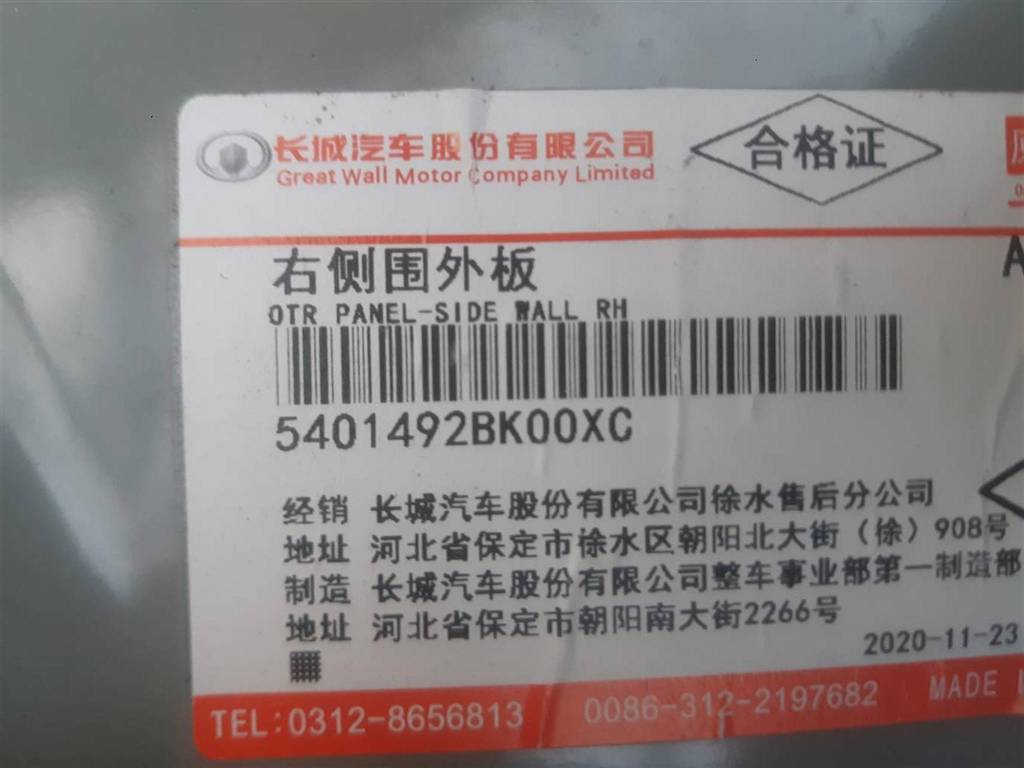 长城汽车股份有限公司
Great Wall Motor Company Limited
合格证
右侧围外板
OTR PANEL-SIDE WALL RH
5401492BK00XC
经销 长城汽车股份有限公司徐水售后分公司
地址 河北省保定市徐水区朝阳北大街（徐）908号
制造 长城汽车股份有限公司整车事业部第一制造部
地址 河北省保定市朝阳南大街2266号
2020-11-23
TEL:0312-8656813 0086-312-2197682 MADE